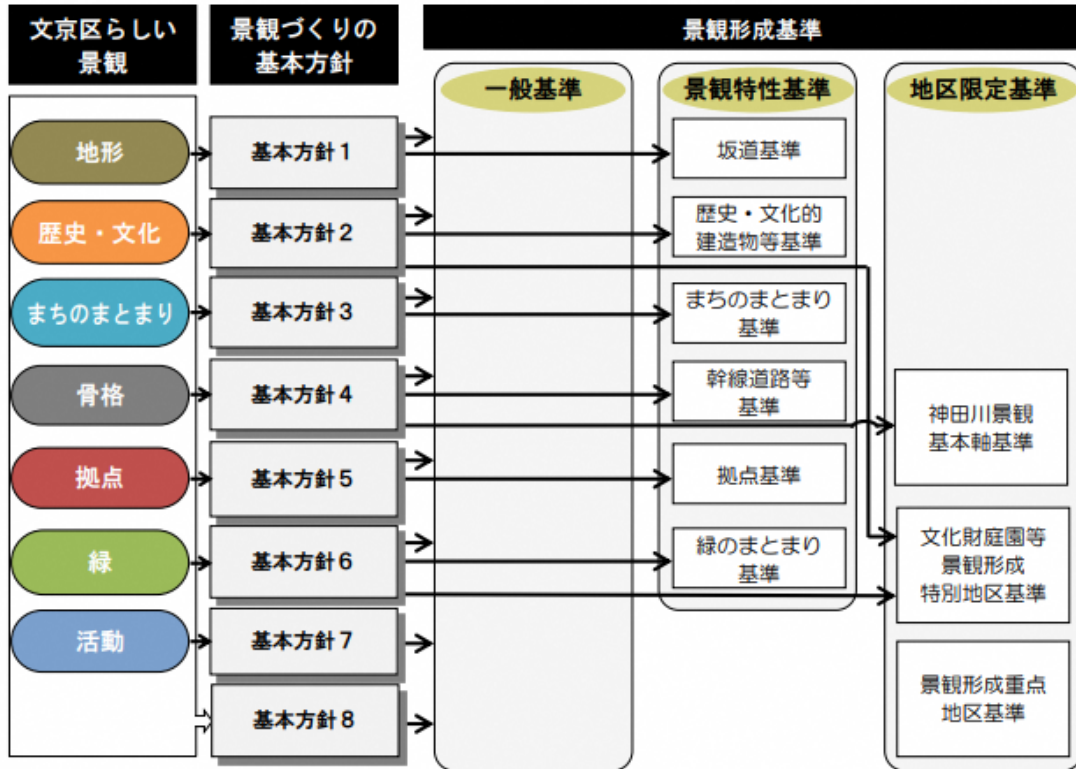 文京区らしい
景観
景観づくりの
基本方針
景観形成基準
一般基準
景観特性基準
地区限定基準
地形
基本方針1
坂道基準
歴史・文化
基本方針2
歴史・文化的
建造物等基準
まちのまとまり
基本方針3
まちのまとまり
基準
骨格
基本方針4
幹線道路等
基準
神田川景観
基本軸基準
拠点
基本方針5
拠点基準
緑
基本方針6
緑のまとまり
基準
文化財庭園等
景観形成
特別地区基準
活動
基本方針7
基本方針8
景観形成重点
地区基準